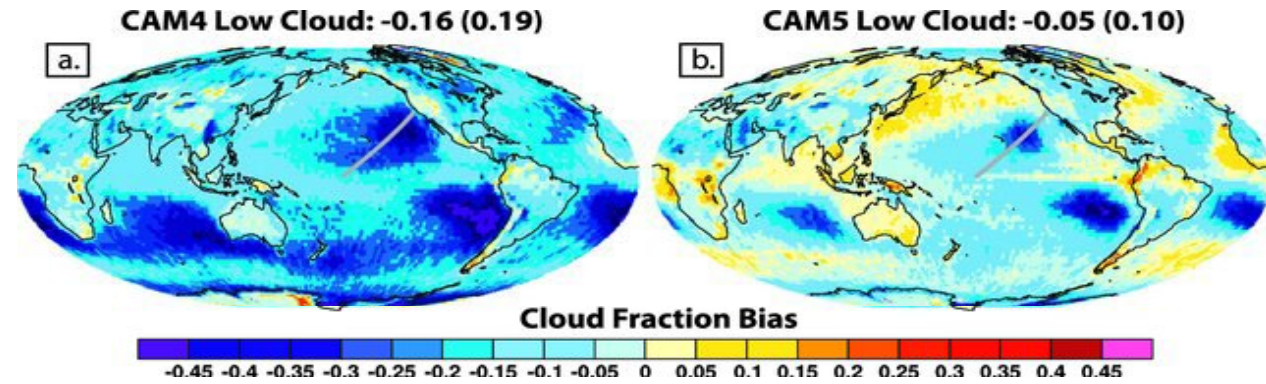 CAM4 Low Cloud: -0.16 (0.19)
CAM5 Low Cloud: -0.05 (0.10)
a.
b.
Cloud Fraction Bias
-0.45 -0.4 -0.35 -0.3 -0.25 -0.2 -0.15 -0.1 -0.05 0 0.05 0.1 0.15 0.2 0.25 0.3 0.35 0.4 0.45